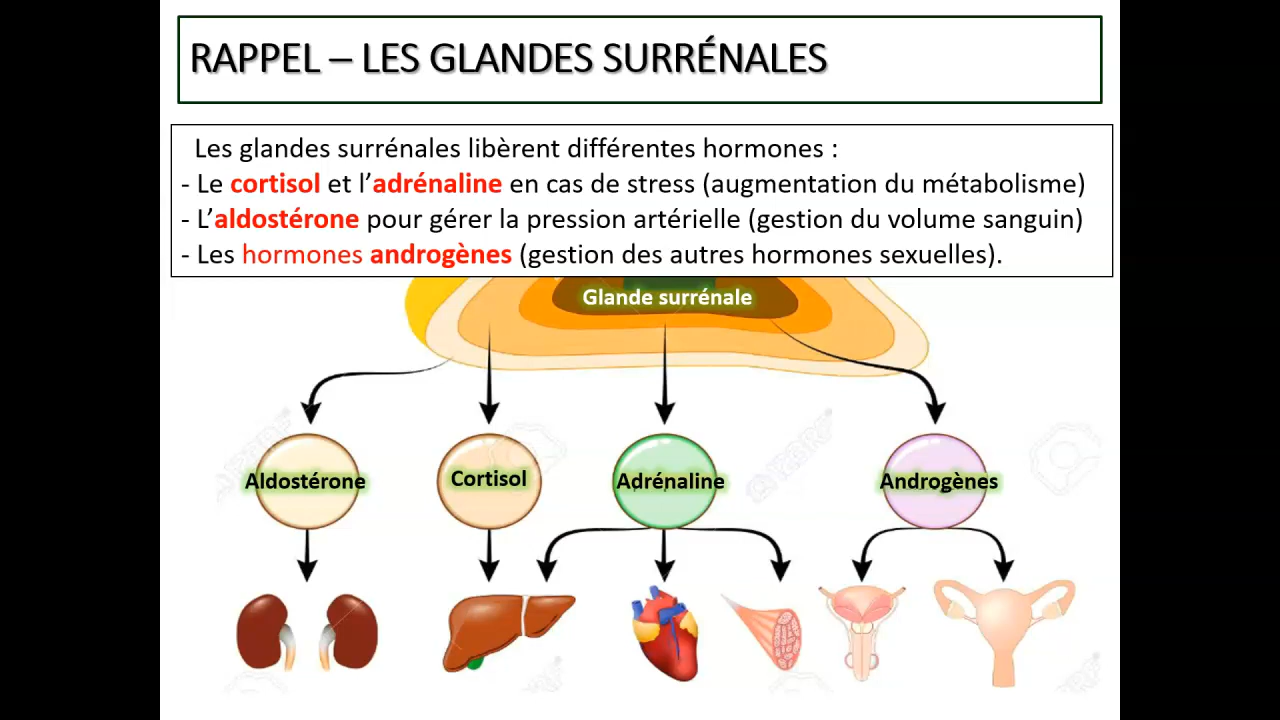 RAPPEL – LES GLANDES SURRÉNALES
Les glandes surrénales libèrent différentes hormones :
- Le cortisol et l’adrénaline en cas de stress (augmentation du métabolisme)
- L’aldostérone pour gérer la pression artérielle (gestion du volume sanguin)
- Les hormones androgènes (gestion des autres hormones sexuelles).
Glande surrénale
Aldostérone
Cortisol
Adrénaline
Androgènes